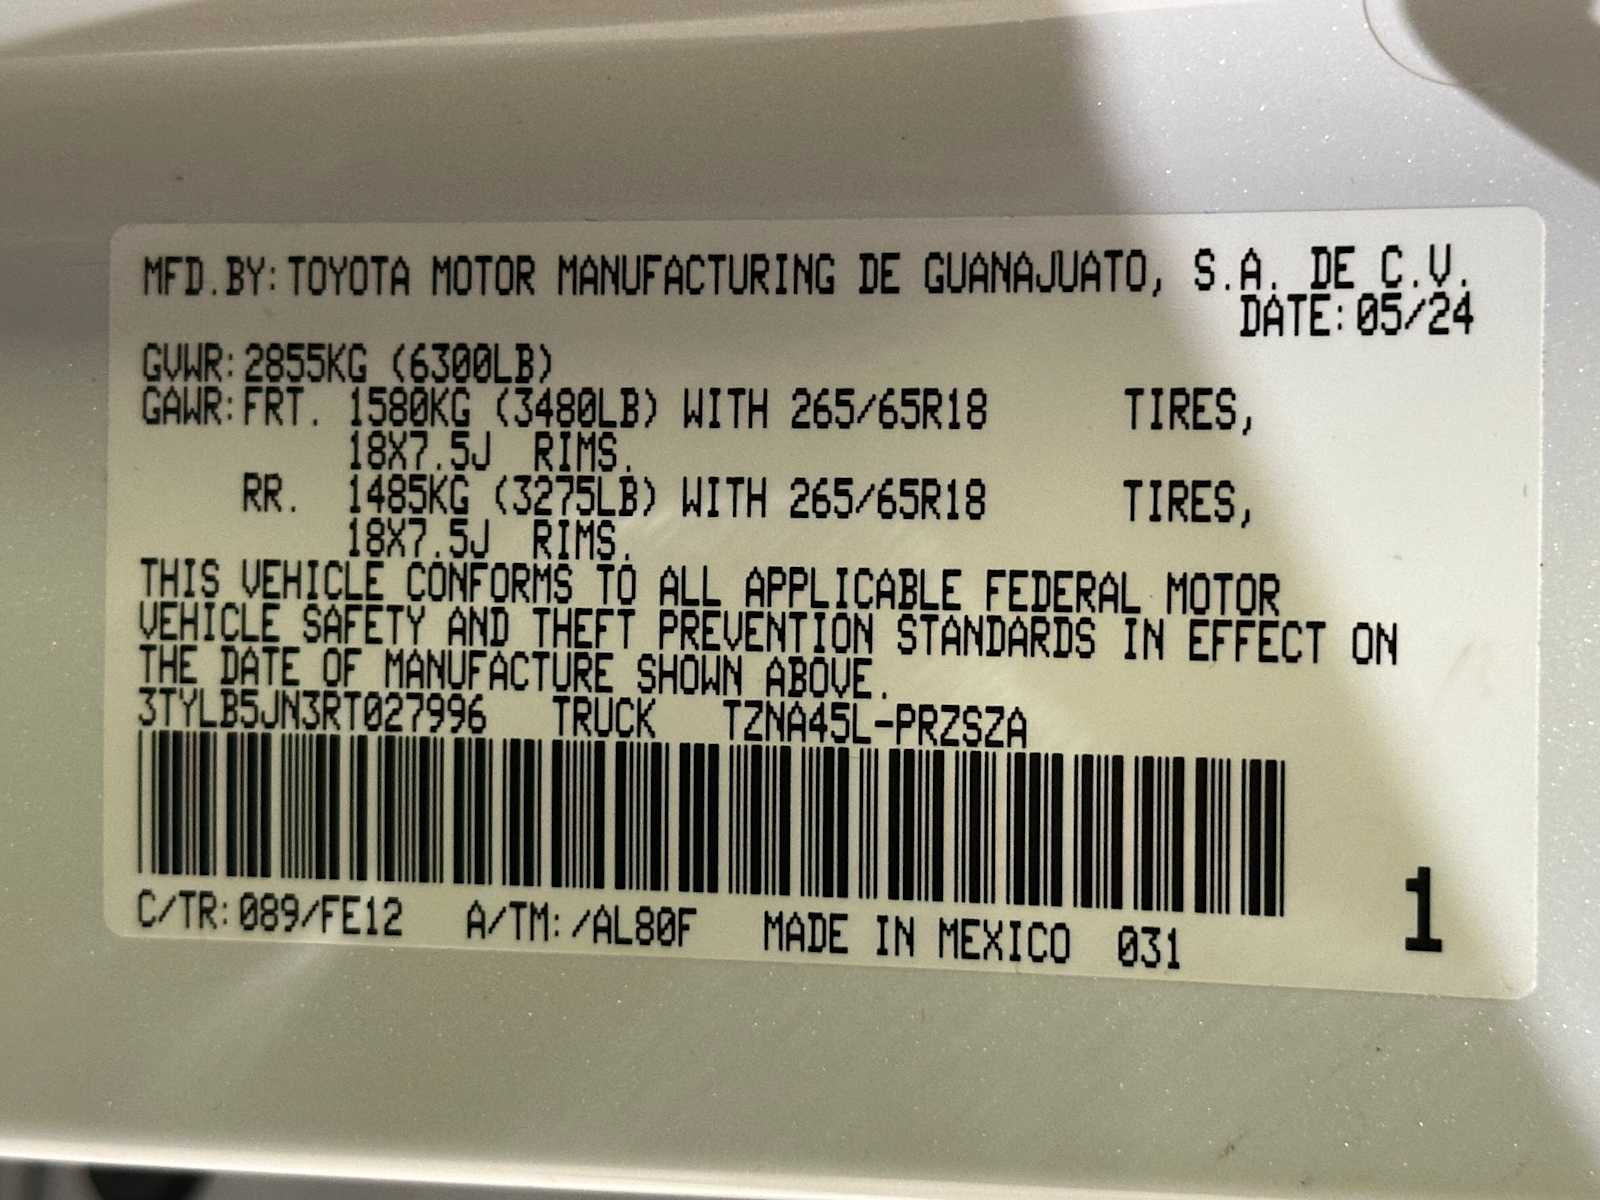 MFD.BY:TOYOTA MOTOR MANUFACTURING DE GUANAJUATO, S.A. DE C.V.
DATE:05/24
GVWR:2855KG (6300LB)
GAWR:FRT. 1580KG (3480LB) WITH 265/65R18 TIRES,
18X7.5J RIMS.
RR. 1485KG (3275LB) WITH 265/65R18 TIRES,
18X7.5J RIMS.
THIS VEHICLE CONFORMS TO ALL APPLICABLE FEDERAL MOTOR
VEHICLE SAFETY AND THEFT PREVENTION STANDARDS IN EFFECT ON
THE DATE OF MANUFACTURE SHOWN ABOVE.
3TYLB5JN3RT027996 TRUCK TZNA45L-PRZSZA
C/TR:089/FE12 A/TM:/AL80F MADE IN MEXICO 031 1